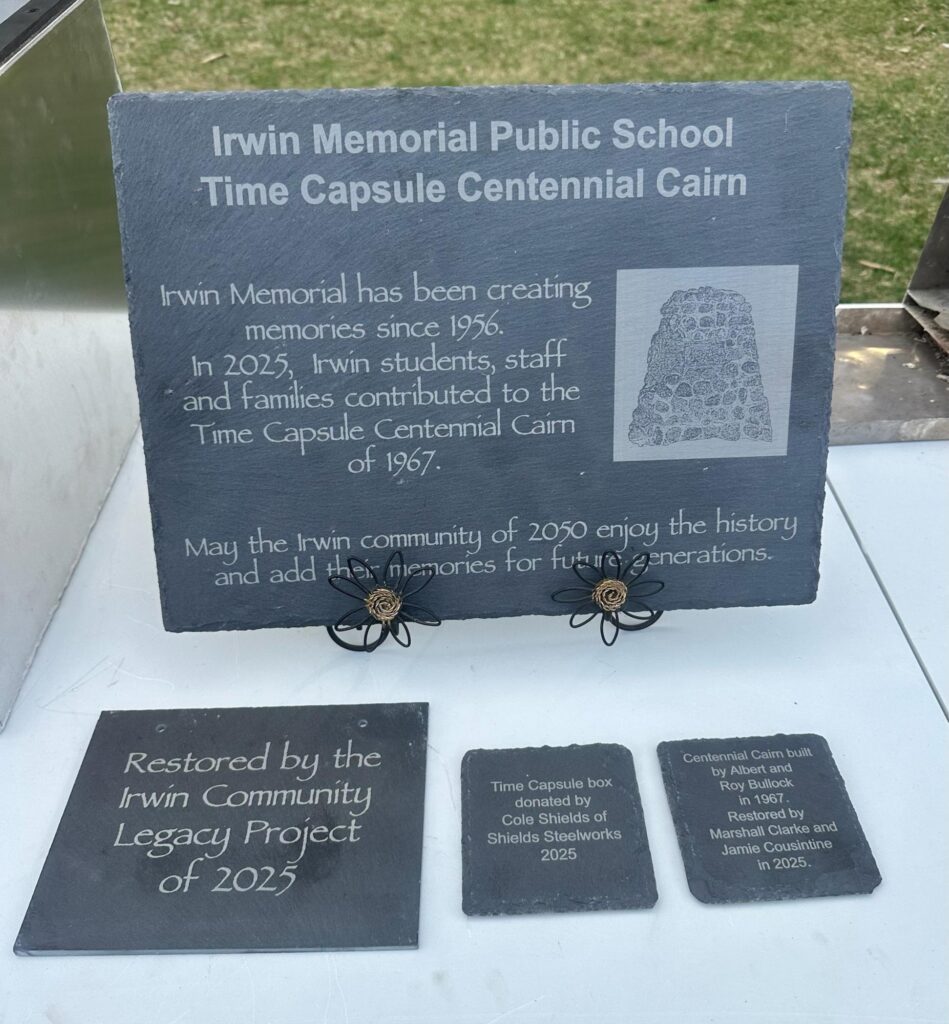 Irwin Memorial Public School
Time Capsule Centennial Cairn
Irwin Memorial has been creating
memories since 1956.
In 2025, Irwin students, staff
and families contributed to the
Time Capsule Centennial Cairn
of 1967.
May the Irwin community of 2050 enjoy the history
and add their memories for future generations.
Restored by the
Irwin Community
Legacy Project
of 2025
Time Capsule box
donated by
Cole Shields of
Shields Steelworks
2025
Centennial Cairn built
by Albert and
Roy Bullock
in 1967.
Restored by
Marshall Clarke and
Jamie Cousintine
in 2025.